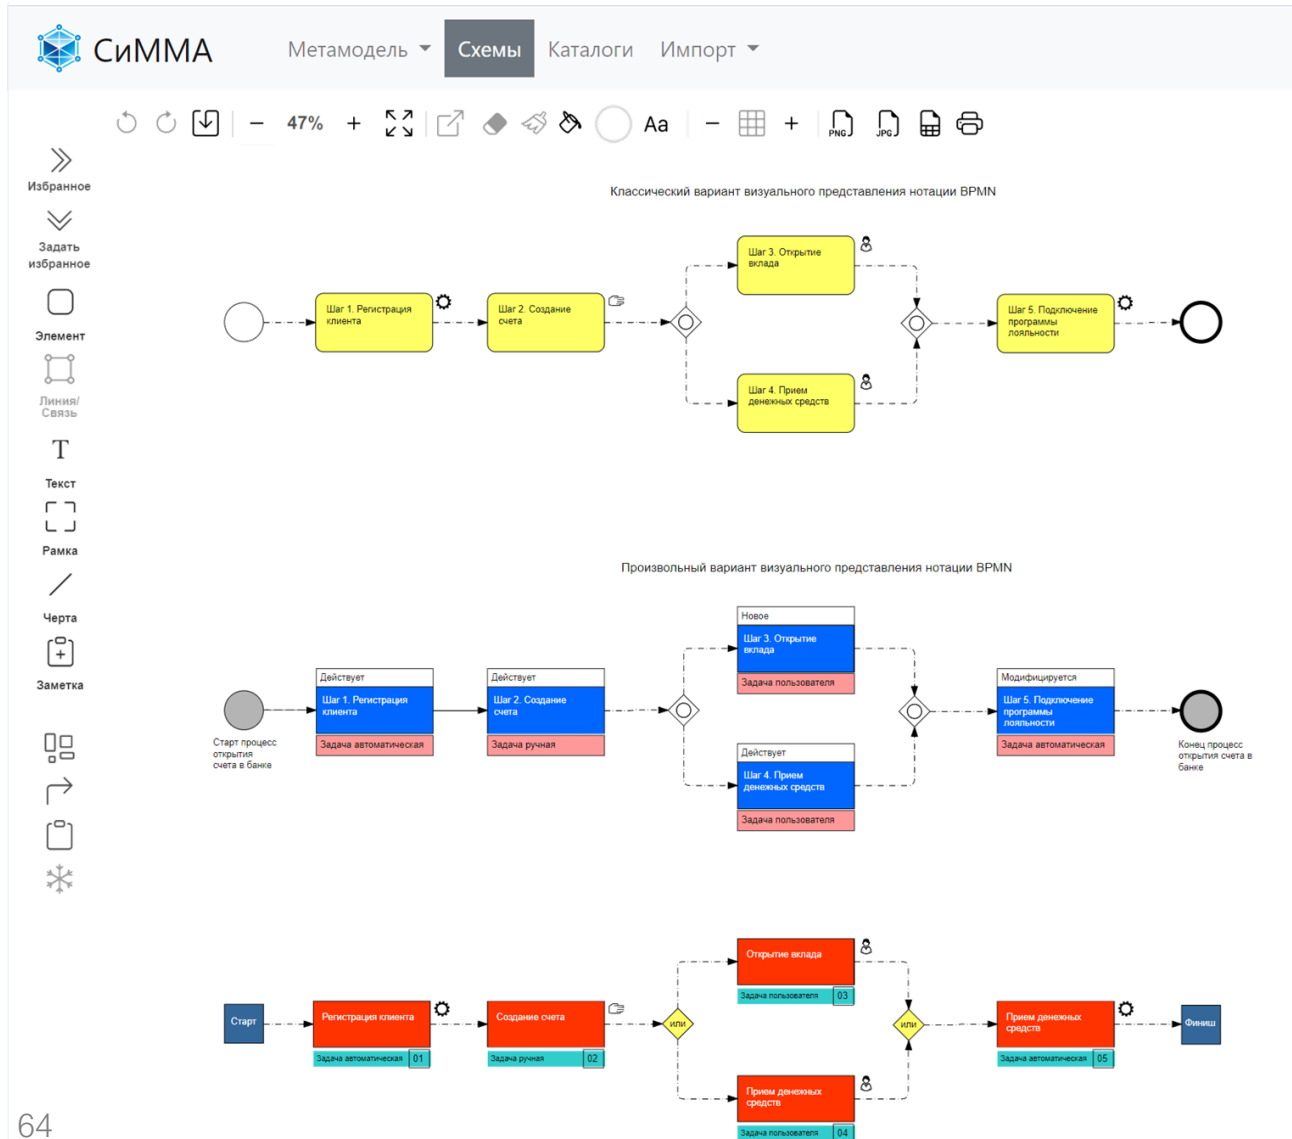 СиММА
Метамодель
Схемы
Каталоги
Импорт
47%
Aa
PNG
JPG
Избранное
Задать
избранное
Элемент
Линия/
Связь
T
Текст
Рамка
Черта
Заметка
Классический вариант визуального представления нотации BPMN
Шаг 1. Регистрация
клиента
Шаг 2. Создание
счета
Шаг 3. Открытие
вклада
Шаг 4. Прием
денежных средств
Шаг 5. Подключение
программы
лояльности
Произвольный вариант визуального представления нотации BPMN
Старт процесс
открытия
счета в банке
Действует
Шаг 1. Регистрация
клиента
Задача автоматическая
Действует
Шаг 2. Создание
счета
Задача ручная
Новое
Шаг 3. Открытие
вклада
Задача пользователя
Действует
Шаг 4. Прием
денежных средств
Задача пользователя
Модифицируется
Шаг 5. Подключение
программы
лояльности
Задача автоматическая
Конец процесс
открытия счета в
банке
Старт
Регистрация клиента
Задача автоматическая 01
Создание счета
Задача ручная 02
или
Открытие вклада
Задача пользователя 03
Прием денежных
средств
Задача пользователя 04
или
Прием денежных
средств
Задача автоматическая 05
Финиш
64